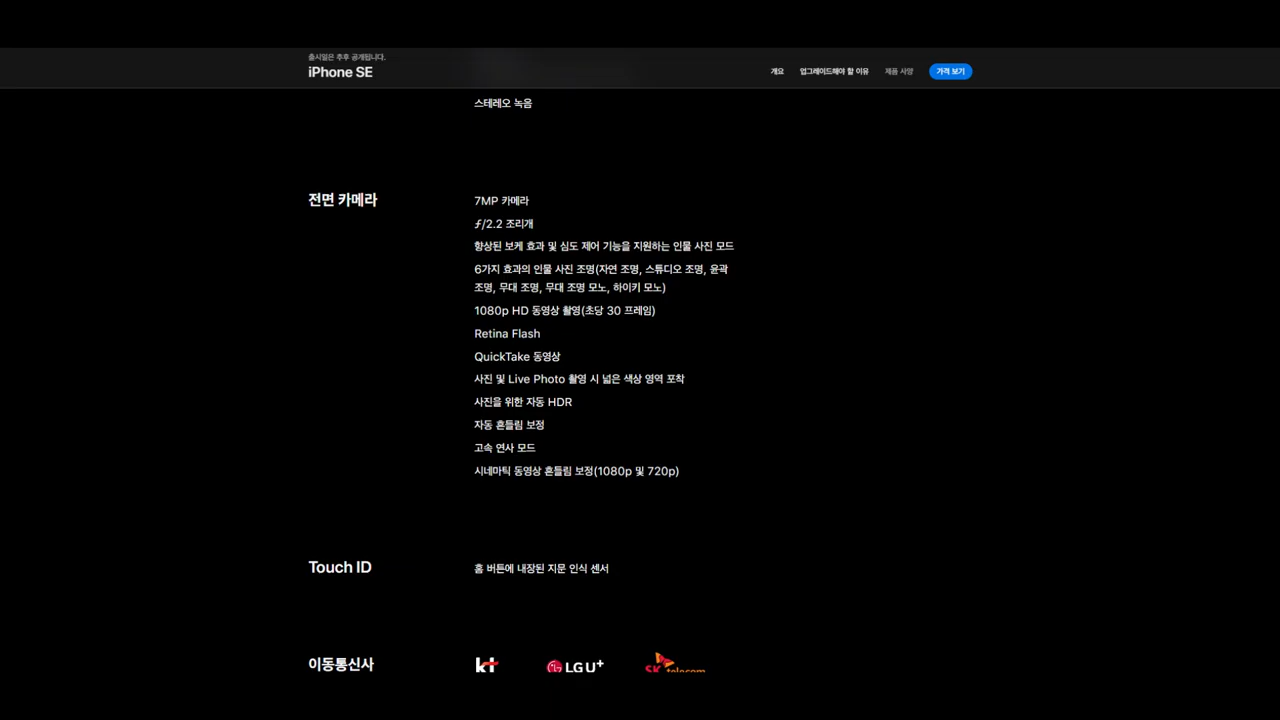 출시일은 추후 공개됩니다.
iPhone SE
개요
업그레이드해야 할 이유
제품 사양
가격 보기
스테레오 녹음
전면 카메라
7MP 카메라
ƒ/2.2 조리개
향상된 보케 효과 및 심도 제어 기능을 지원하는 인물 사진 모드
6가지 효과의 인물 사진 조명(자연 조명, 스튜디오 조명, 윤곽
조명, 무대 조명, 무대 조명 모노, 하이키 모노)
1080p HD 동영상 촬영(초당 30 프레임)
Retina Flash
QuickTake 동영상
사진 및 Live Photo 촬영 시 넓은 색상 영역 포착
사진을 위한 자동 HDR
자동 흔들림 보정
고속 연사 모드
시네마틱 동영상 흔들림 보정(1080p 및 720p)
Touch ID
홈 버튼에 내장된 지문 인식 센서
이동통신사
kt
LG U+
SK telecom